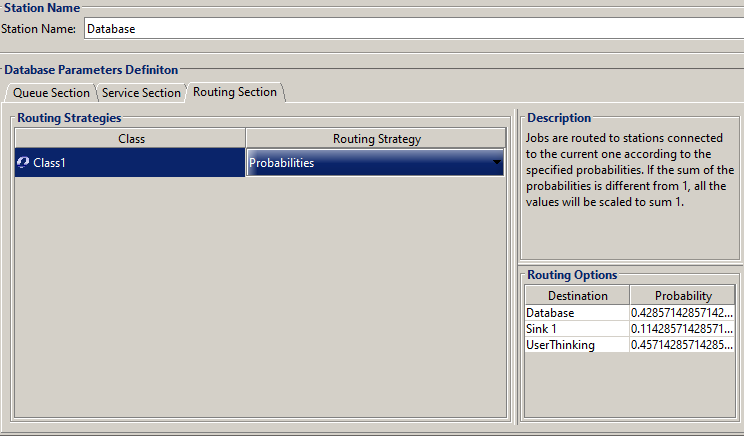 Station Name
Station Name: Database
Database Parameters Definiton
Queue Section Service Section Routing Section
Routing Strategies
Class Routing Strategy
Class1 Probabilities
Description
Jobs are routed to stations connected
to the current one according to the
specified probabilities. If the sum of the
probabilities is different from 1, all the
values will be scaled to sum 1.
Routing Options
Destination Probability
Database 0.42857142857142...
Sink 1 0.11428571428571...
UserThinking 0.45714285714285...